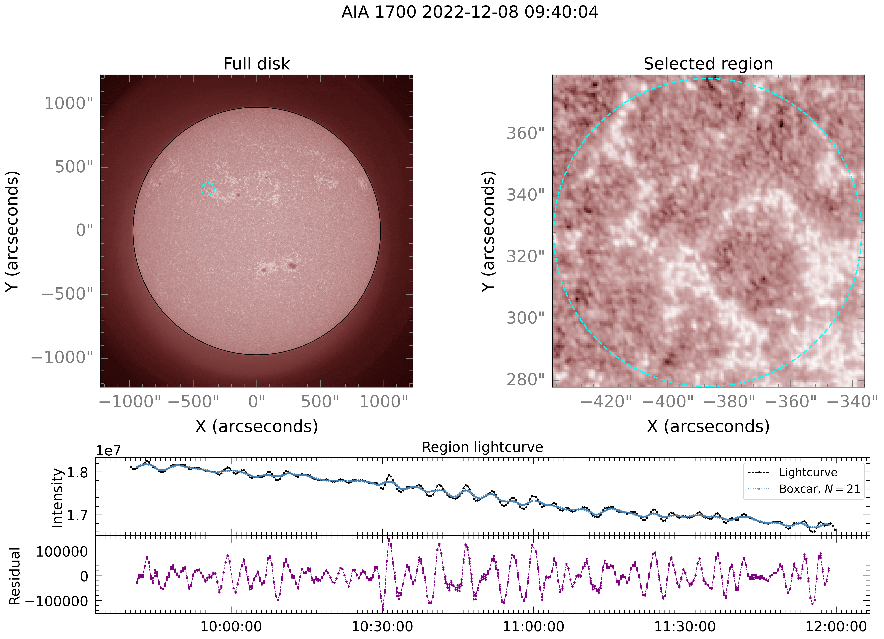 AIA 1700 2022-12-08 09:40:04
Full disk
Selected region
1000"
500"
0"
−500"
−1000"
Y (arcseconds)
−1000" −500" 0" 500" 1000"
X (arcseconds)
360"
340"
320"
300"
280"
Y (arcseconds)
−420" −400" −380" −360" −340"
X (arcseconds)
Region lightcurve
1e7
1.8
1.7
Intensity
Lightcurve
Boxcar, N = 21
100000
0
−100000
Residual
10:00:00 10:30:00 11:00:00 11:30:00 12:00:00